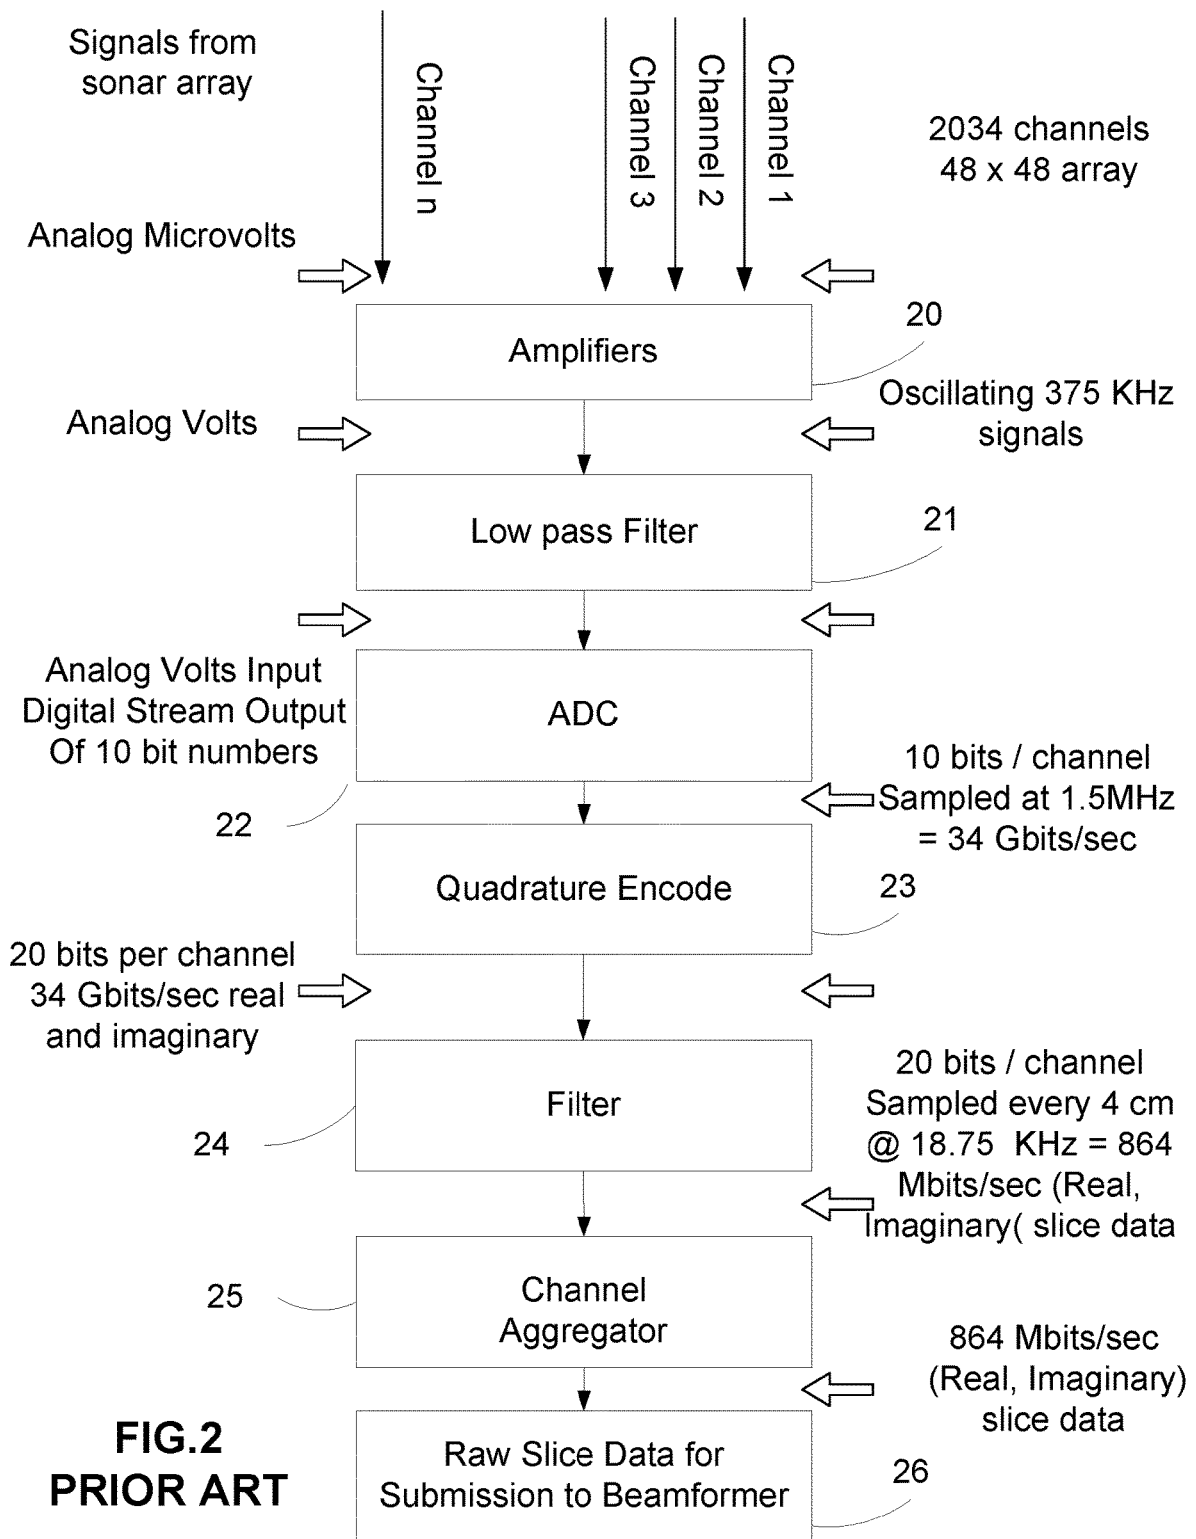 Signals from
sonar array
Channel n
Channel 3
Channel 2
Channel 1
2034 channels
48 x 48 array
Analog Microvolts
20
Amplifiers
Analog Volts
Oscillating 375 KHz
signals
21
Low pass Filter
Analog Volts Input
Digital Stream Output
Of 10 bit numbers
ADC
22
10 bits / channel
Sampled at 1.5MHz
= 34 Gbits/sec
Quadrature Encode
23
20 bits per channel
34 Gbits/sec real
and imaginary
Filter
24
20 bits / channel
Sampled every 4 cm
@ 18.75 KHz = 864
Mbits/sec (Real,
Imaginary( slice data
25
Channel
Aggregator
864 Mbits/sec
(Real, Imaginary)
slice data
FIG.2
PRIOR ART
Raw Slice Data for
Submission to Beamformer
26